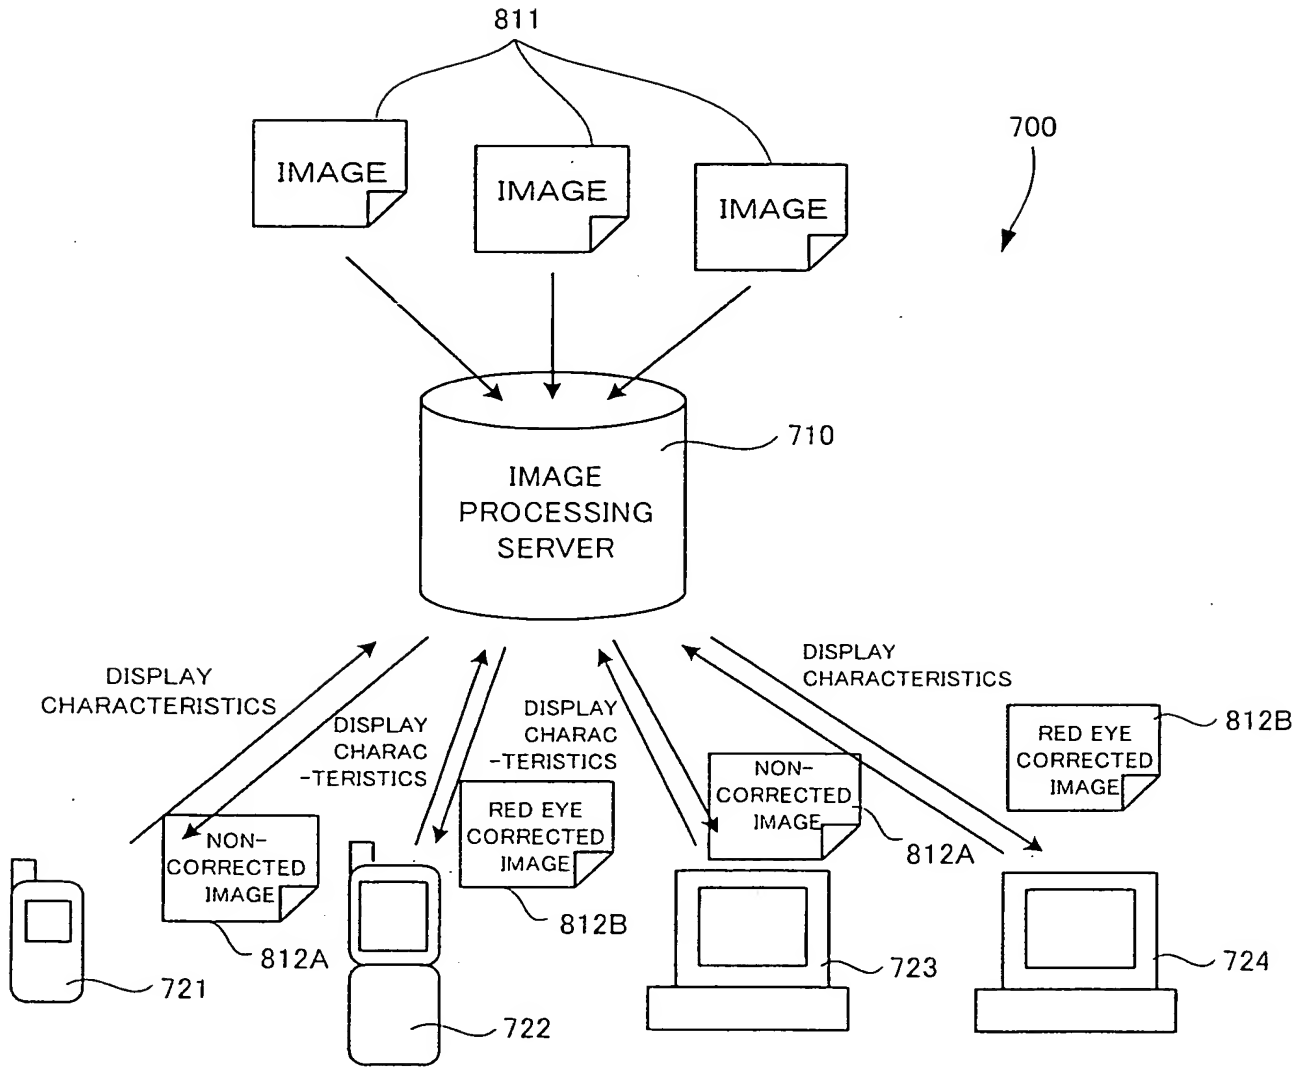 811
700
IMAGE
IMAGE
IMAGE
710
IMAGE
PROCESSING
SERVER
DISPLAY
CHARACTERISTICS
DISPLAY
CHARAC
-TERISTICS
DISPLAY
CHARAC
-TERISTICS
DISPLAY
CHARACTERISTICS
NON-
CORRECTED
IMAGE
812A
RED EYE
CORRECTED
IMAGE
812B
NON-
CORRECTED
IMAGE
812A
RED EYE
CORRECTED
IMAGE
812B
721
722
723
724